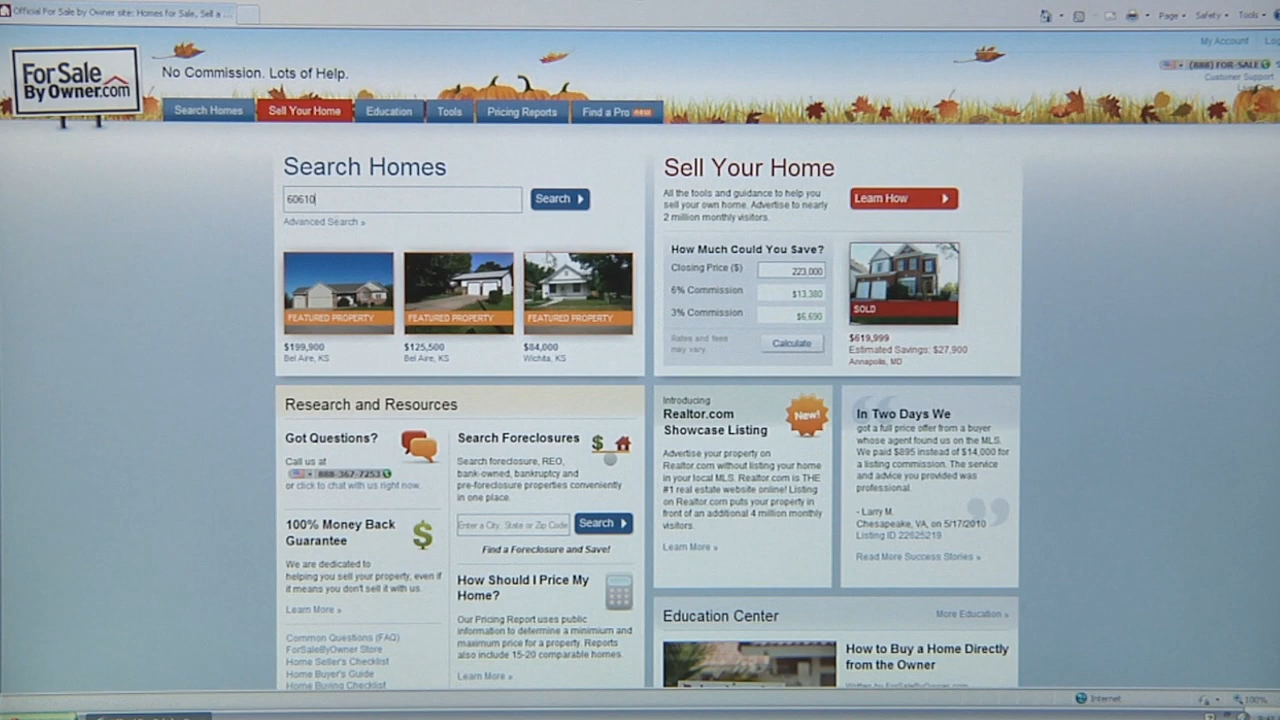 Official For Sale by Owner site: Homes for Sale, Sell a ...
Page
Safety
Tools
My Account
For Sale
By Owner.com
No Commission. Lots of Help.
(888) FOR-SALE
Customer Support
Search Homes
Sell Your Home
Education
Tools
Pricing Reports
Find a Pro NEW
Search Homes
60610
Search
Advanced Search »
FEATURED PROPERTY
$199,900
Bel Aire, KS
FEATURED PROPERTY
$125,500
Bel Aire, KS
FEATURED PROPERTY
$84,000
Wichita, KS
Sell Your Home
All the tools and guidance to help you
sell your own home. Advertise to nearly
2 million monthly visitors.
Learn How
How Much Could You Save?
Closing Price ($) 223,000
6% Commission $13,380
3% Commission $6,690
Rates and fees
may vary.
Calculate
SOLD
$619,999
Estimated Savings: $27,900
Annapolis, MD
Research and Resources
Got Questions?
Call us at
888-367-7253
or click to chat with us right now.
100% Money Back
Guarantee
We are dedicated to
helping you sell your property, even if
it means you don't sell it with us.
Learn More »
Common Questions (FAQ)
ForSaleByOwner Store
Home Seller's Checklist
Home Buyer's Guide
Home Buying Checklist
Search Foreclosures
Search foreclosure, REO,
bank-owned, bankruptcy and
pre-foreclosure properties conveniently
in one place.
Enter a City, State or Zip Code
Search
Find a Foreclosure and Save!
How Should I Price My
Home?
Our Pricing Report uses public
information to determine a minimum and
maximum price for a property. Reports
also include 15-20 comparable homes.
Learn More »
Introducing
Realtor.com
Showcase Listing
New!
Advertise your property on
Realtor.com without listing your home
in your local MLS. Realtor.com is THE
#1 real estate website online! Listing
on Realtor.com puts your property in
front of an additional 4 million monthly
visitors.
Learn More »
In Two Days We
got a full price offer from a buyer
whose agent found us on the MLS.
We paid $895 instead of $14,000 for
a listing commission. The service
and advice you provided was
professional.
- Larry M.
Chesapeake, VA, on 5/17/2010
Listing ID 22625219
Read More Success Stories »
Education Center
More Education »
How to Buy a Home Directly
from the Owner
Written by ForSaleByOwner.com
Internet
100%